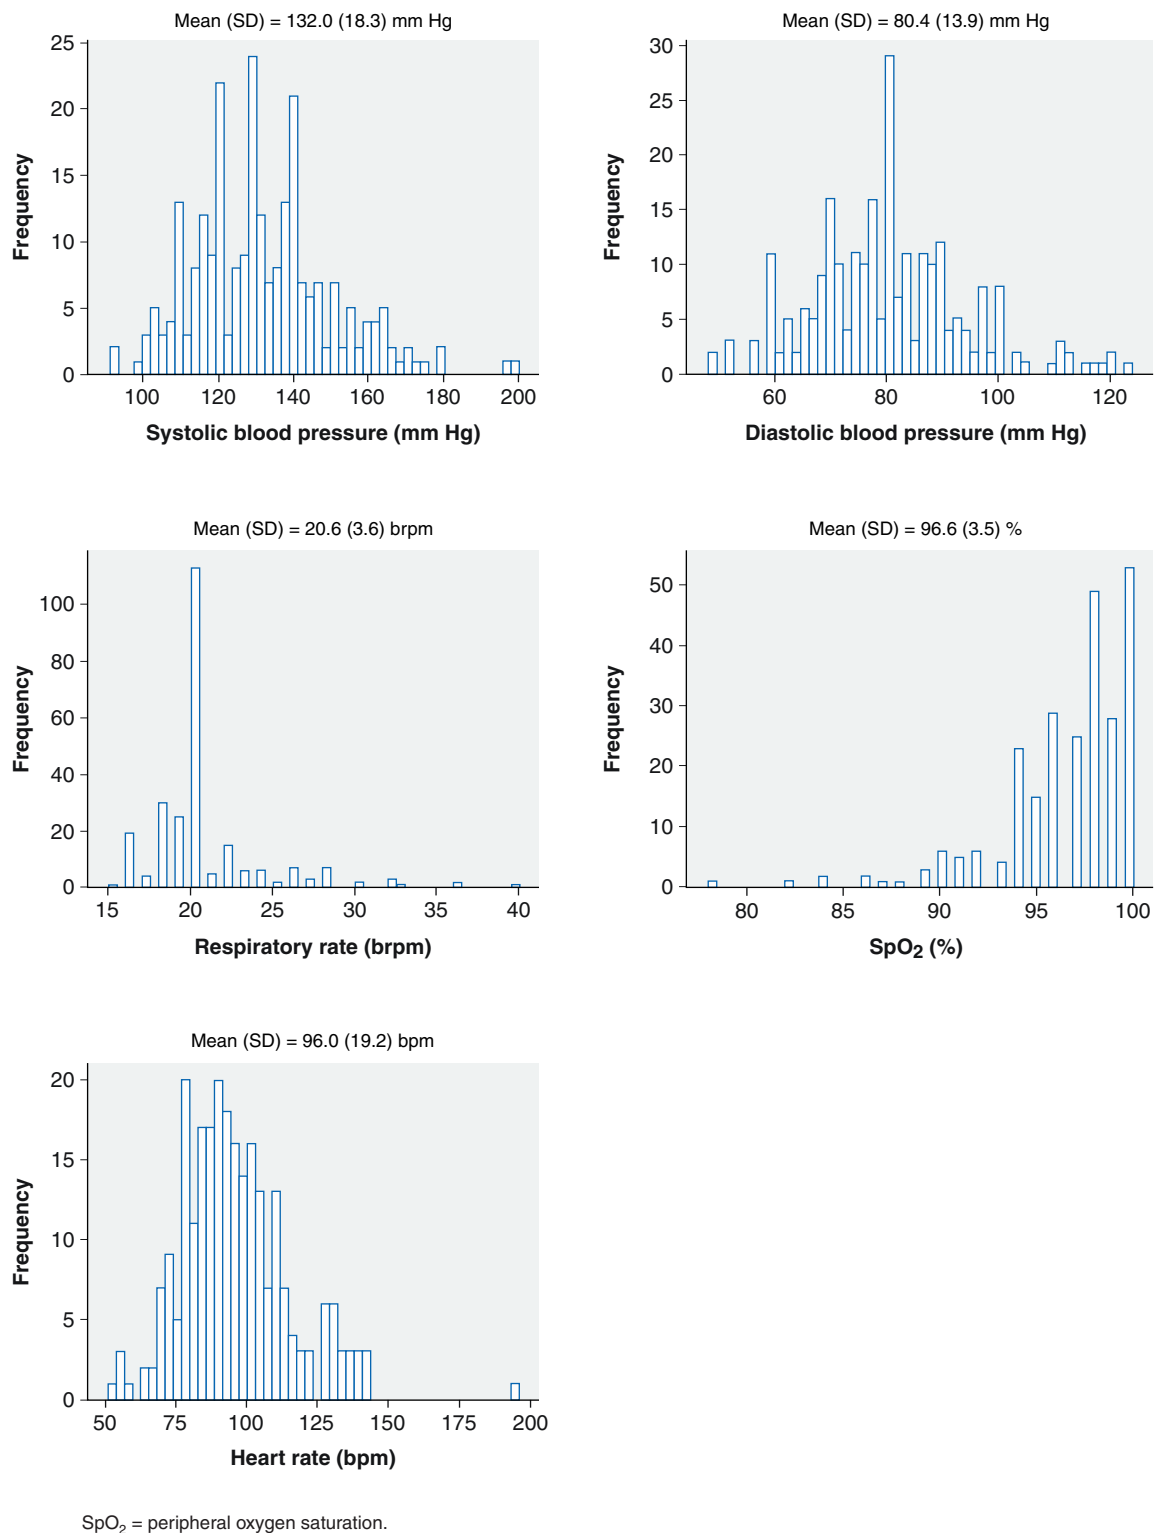 Mean (SD) = 132.0 (18.3) mm Hg
25
20
15
10
5
0
Frequency
100 120 140 160 180 200
Systolic blood pressure (mm Hg)
Mean (SD) = 80.4 (13.9) mm Hg
30
25
20
15
10
5
0
Frequency
60 80 100 120
Diastolic blood pressure (mm Hg)
Mean (SD) = 20.6 (3.6) brpm
100
80
60
40
20
0
Frequency
15 20 25 30 35 40
Respiratory rate (brpm)
Mean (SD) = 96.6 (3.5) %
50
40
30
20
10
0
Frequency
80 85 90 95 100
SpO₂ (%)
Mean (SD) = 96.0 (19.2) bpm
20
15
10
5
0
Frequency
50 75 100 125 150 175 200
Heart rate (bpm)
SpO₂ = peripheral oxygen saturation.